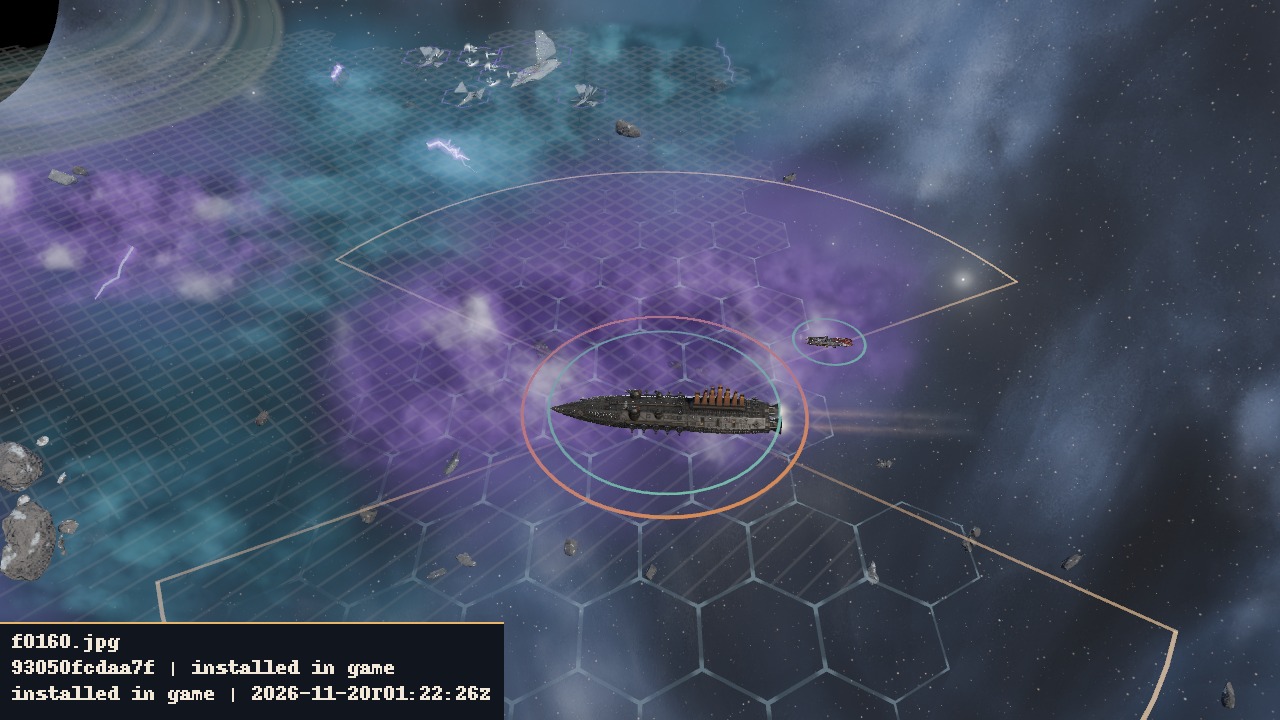 f0160.jpg
93050fcdaa7f | installed in game
installed in game | 2026-11-20T01:22:26Z